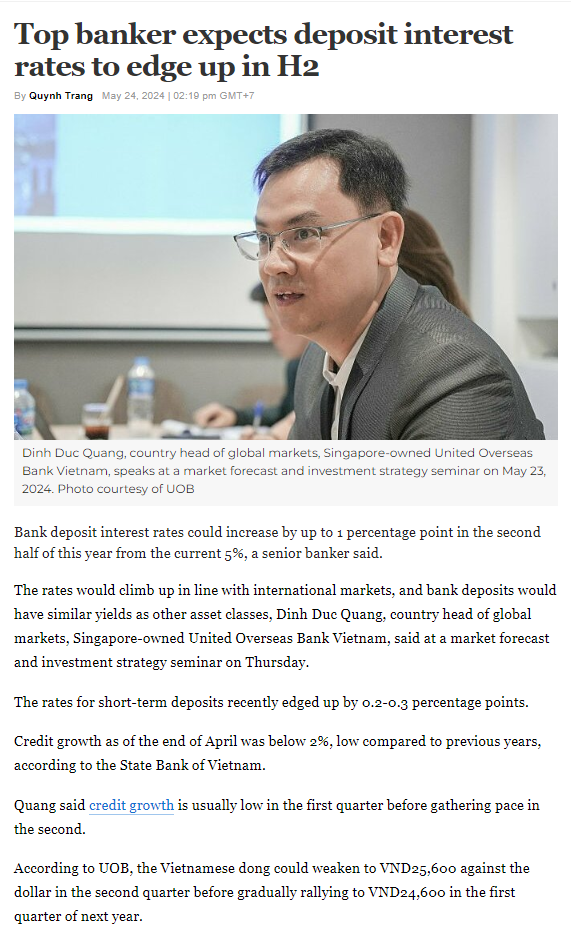 Top banker expects deposit interest
rates to edge up in H2
By Quynh Trang May 24, 2024 | 02:19 pm GMT+7
Dinh Duc Quang, country head of global markets, Singapore-owned United Overseas
Bank Vietnam, speaks at a market forecast and investment strategy seminar on May 23,
2024. Photo courtesy of UOB
Bank deposit interest rates could increase by up to 1 percentage point in the second
half of this year from the current 5%, a senior banker said.
The rates would climb up in line with international markets, and bank deposits would
have similar yields as other asset classes, Dinh Duc Quang, country head of global
markets, Singapore-owned United Overseas Bank Vietnam, said at a market forecast
and investment strategy seminar on Thursday.
The rates for short-term deposits recently edged up by 0.2-0.3 percentage points.
Credit growth as of the end of April was below 2%, low compared to previous years,
according to the State Bank of Vietnam.
Quang said credit growth is usually low in the first quarter before gathering pace in
the second.
According to UOB, the Vietnamese dong could weaken to VND25,600 against the
dollar in the second quarter before gradually rallying to VND24,600 in the first
quarter of next year.